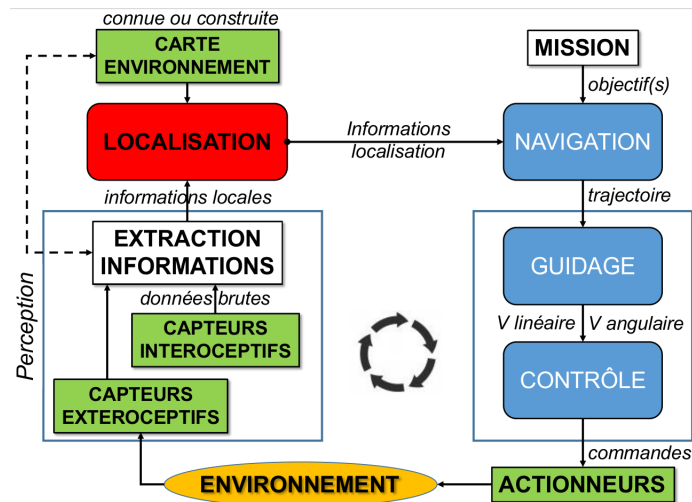 connue ou construite
CARTE
ENVIRONNEMENT
MISSION
objectif(s)
LOCALISATION
Informations
localisation
NAVIGATION
informations locales
trajectoire
EXTRACTION
INFORMATIONS
GUIDAGE
Perception
données brutes
V linéaire
V angulaire
CAPTEURS
INTEROCEPTIFS
CONTRÔLE
CAPTEURS
EXTEROCEPTIFS
commandes
ENVIRONNEMENT
ACTIONNEURS